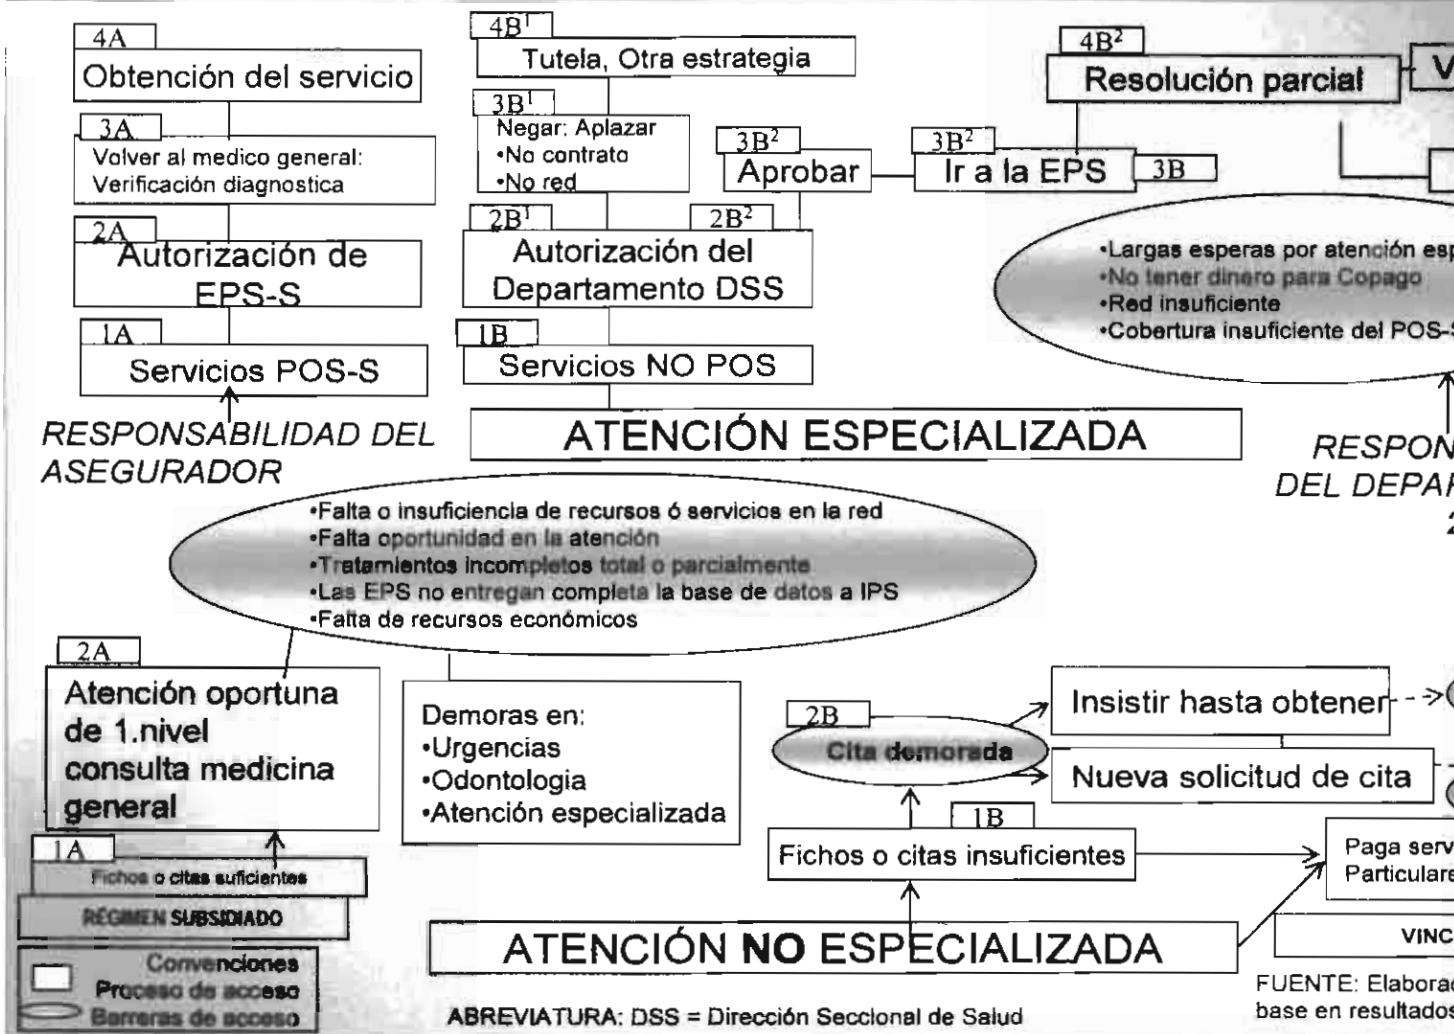 4A
Obtención del servicio
3A
Volver al medico general:
Verificación diagnostica
2A
Autorización de
EPS-S
1A
Servicios POS-S
RESPONSABILIDAD DEL
ASEGURADOR
4B¹
Tutela, Otra estrategia
3B¹
Negar: Aplazar
•No contrato
•No red
3B²
Aprobar
2B¹
2B²
Autorización del
Departamento DSS
1B
Servicios NO POS
ATENCIÓN ESPECIALIZADA
4B²
Resolución parcial
V
3B²
Ir a la EPS
3B
•Largas esperas por atención esp
•No tener dinero para Copago
•Red insuficiente
•Cobertura insuficiente del POS-S
RESPON
DEL DEPAR
•Falta o insuficiencia de recursos ó servicios en la red
•Falta oportunidad en la atención
•Tratamientos incompletos total o parcialmente
•Las EPS no entregan completa la base de datos a IPS
•Falta de recursos económicos
2A
Atención oportuna
de 1.nivel
consulta medicina
general
1A
Fichos o citas suficientes
RÉGIMEN SUBSIDIADO
Convenciones
Proceso de acceso
Barreras de acceso
Demoras en:
•Urgencias
•Odontologia
•Atención especializada
2B
Cita demorada
Insistir hasta obtener
Nueva solicitud de cita
1B
Fichos o citas insuficientes
Paga serv
Particulare
ATENCIÓN NO ESPECIALIZADA
VINC
ABREVIATURA: DSS = Dirección Seccional de Salud
FUENTE: Elaborac
base en resultados